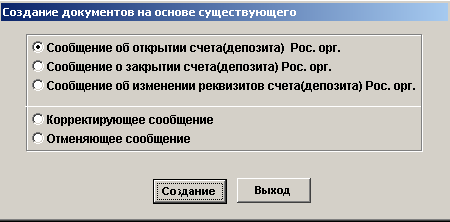 Создание документов на основе существующего
Сообщение об открытии счета(депозита)  Рос. орг.
Сообщение о закрытии счета(депозита) Рос. орг.
Сообщение об изменении реквизитов счета(депозита) Рос. орг.
Корректирующее сообщение
Отменяющее сообщение
Создание Выход